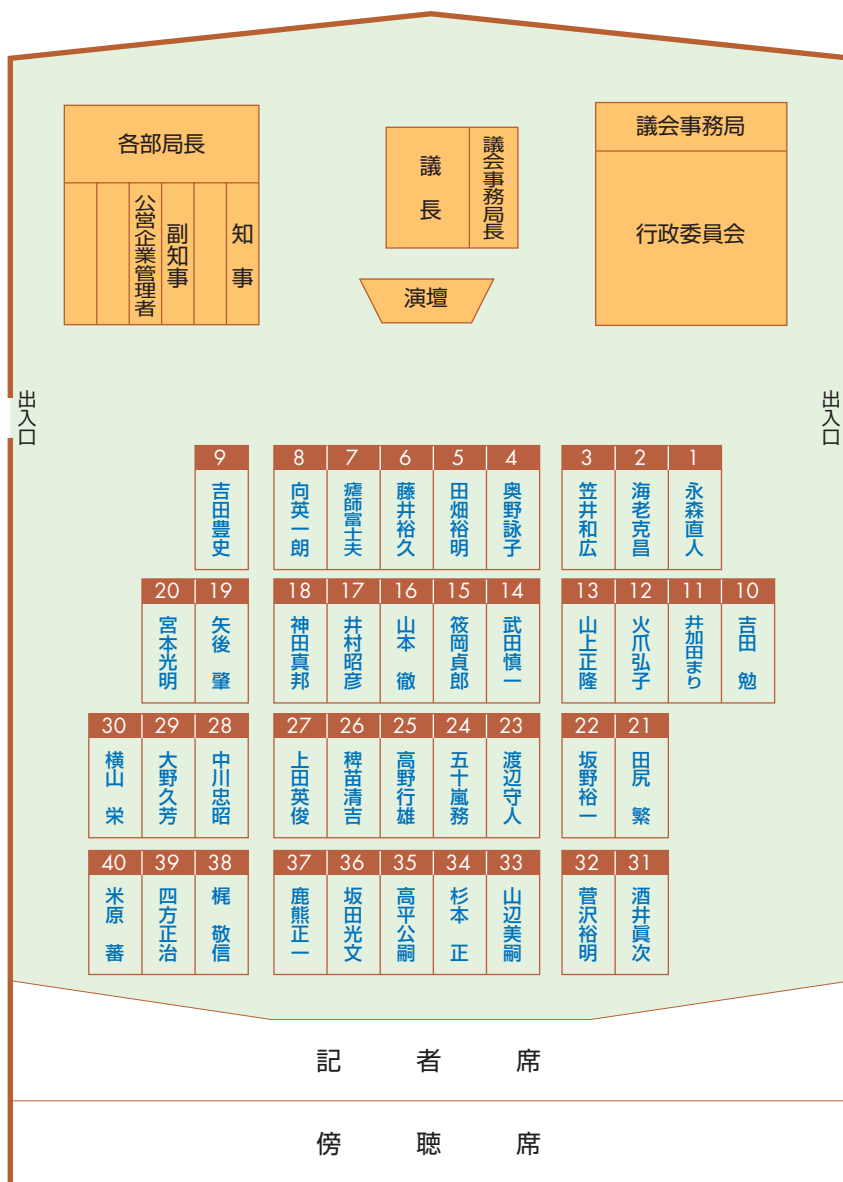 各部局長
公営企業管理者
副知事
知事
議長
議会事務局長
演壇
議会事務局
行政委員会
出入口
出入口
9
吉田豊史
8
向英一朗
7
瘧師富士夫
6
藤井裕久
5
田畑裕明
4
奥野詠子
3
笠井和広
2
海老克昌
1
永森直人
20
宮本光明
19
矢後 肇
18
神田真邦
17
井村昭彦
16
山本 徹
15
筱岡貞郎
14
武田慎一
13
山上正隆
12
火爪弘子
11
井加田まり
10
吉田 勉
30
横山 栄
29
大野久芳
28
中川忠昭
27
上田英俊
26
稗苗清吉
25
高野行雄
24
五十嵐務
23
渡辺守人
22
坂野裕一
21
田尻 繁
40
米原 蕃
39
四方正治
38
梶 敬信
37
鹿熊正一
36
坂田光文
35
高平公嗣
34
杉本 正
33
山辺美嗣
32
菅沢裕明
31
酒井眞次
記者席
傍聴席